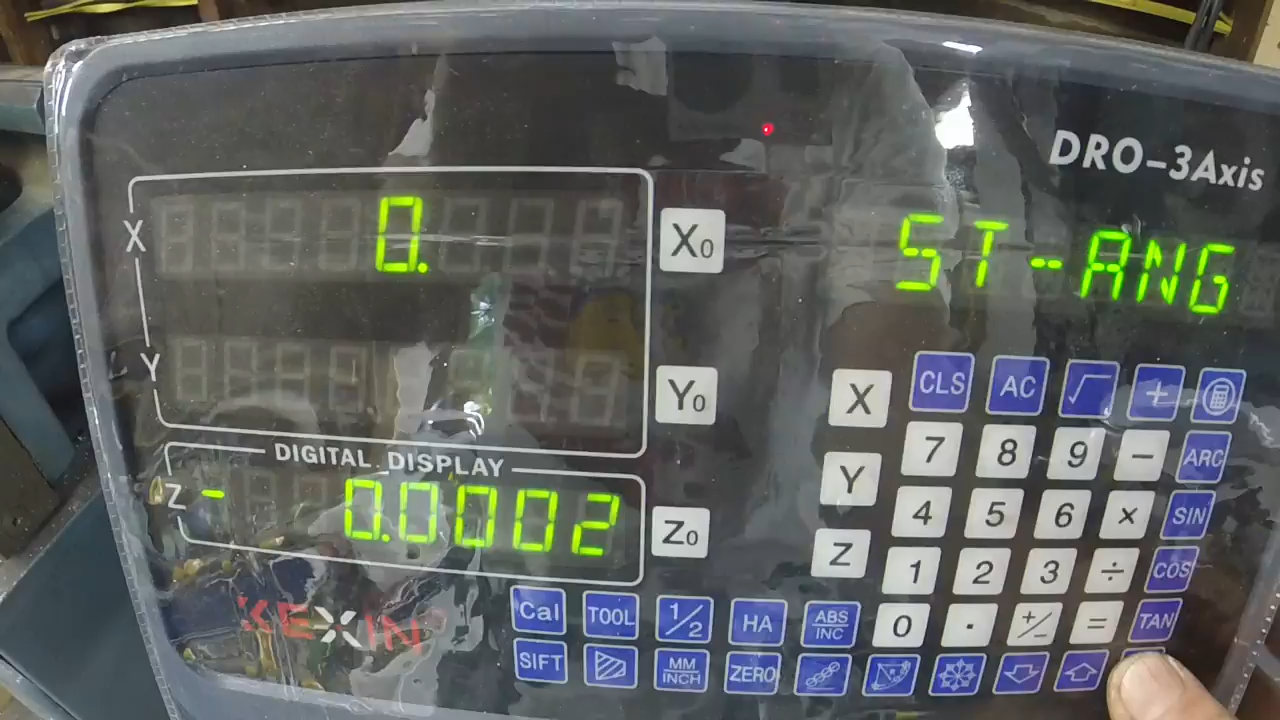 DRO-3Axis
X 0. X0
ST-ANG
Y Y0
DIGITAL DISPLAY
Z - 0.0002 Z0
KEXIN
X CLS AC √ +
Y 7 8 9 - ARC
4 5 6 × SIN
Z 1 2 3 ÷ COS
Cal TOOL 1/2 HA ABS/INC 0 . +/- = TAN
SIFT MM/INCH ZERO